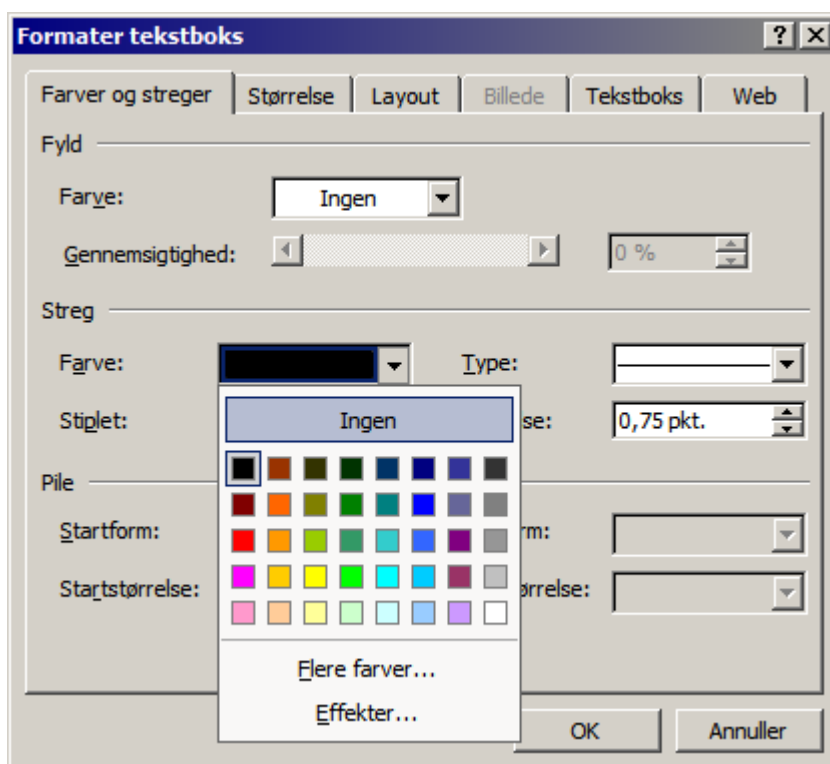 Formater tekstboks
Farver og streger Størrelse Layout Billede Tekstboks Web
Fyld
Farve: Ingen
Gennemsigtighed: 0 %
Streg
Farve: Type:
Stiplet: se: 0,75 pkt.
Ingen
Pile
Startform: rm:
Startstørrelse: ørrelse:
Flere farver...
Effekter...
OK Annuller